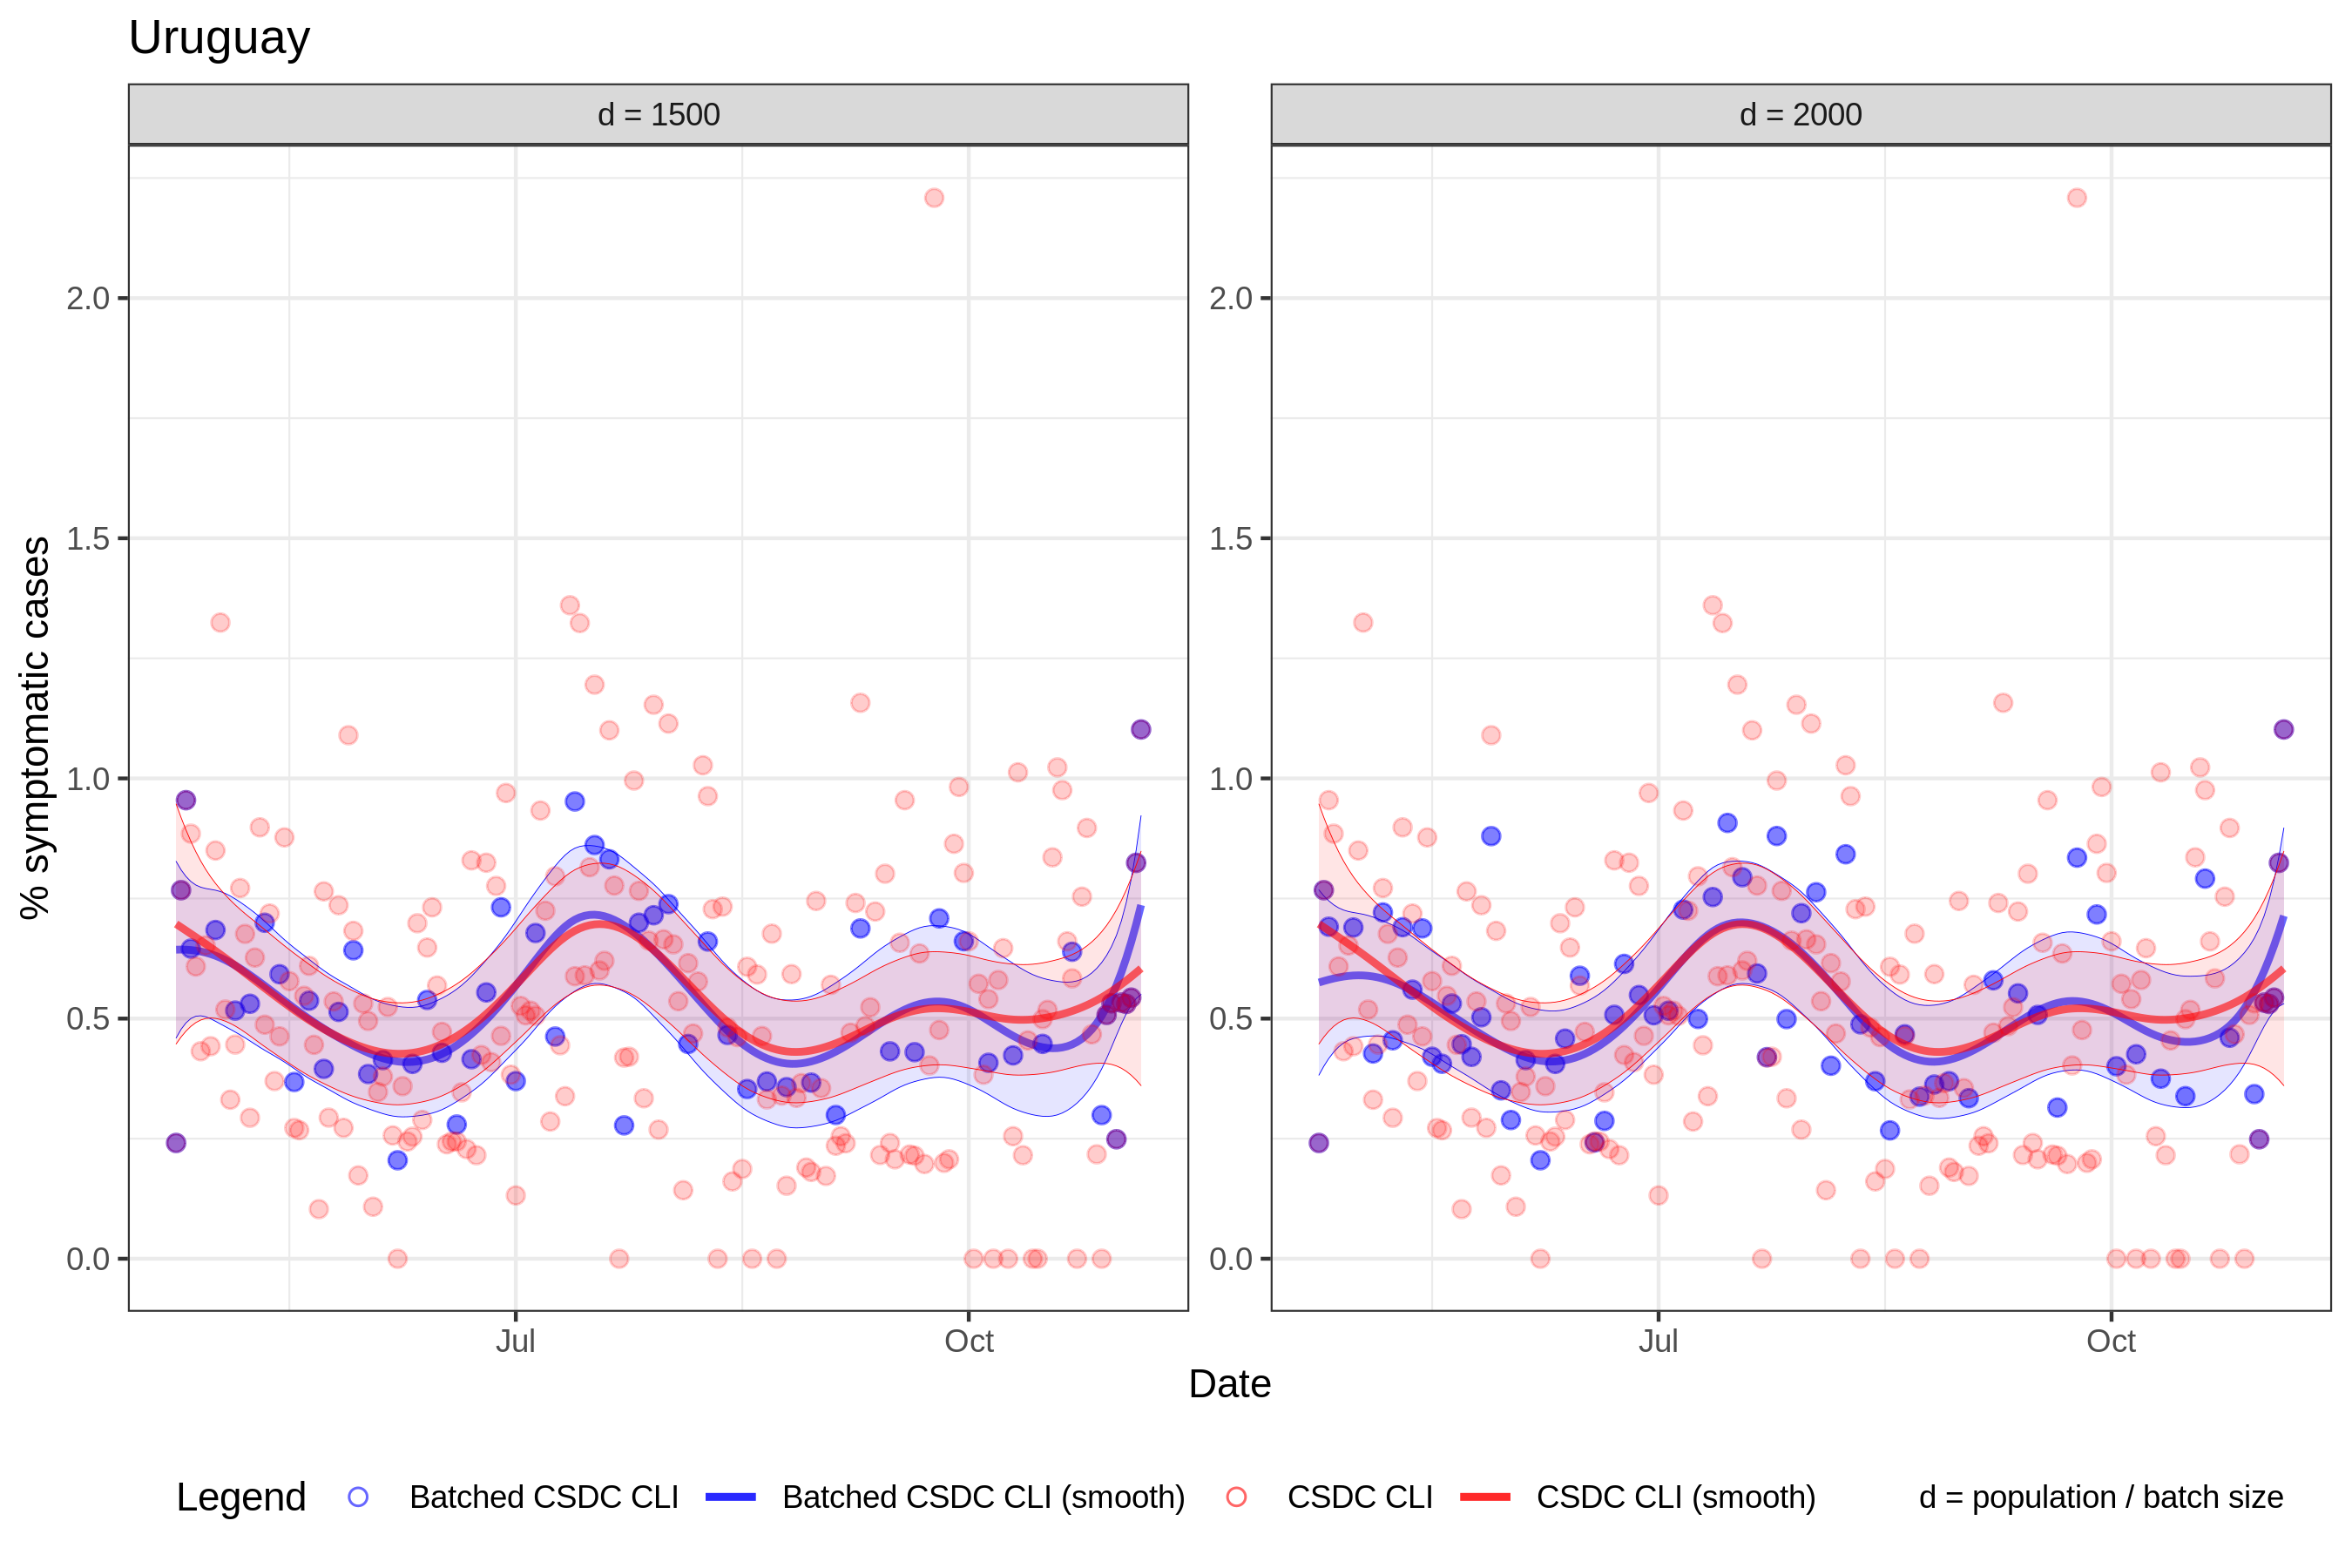 Uruguay
d = 1500
d = 2000
% symptomatic cases
2.0
1.5
1.0
0.5
0.0
2.0
1.5
1.0
0.5
0.0
Jul
Oct
Jul
Oct
Date
Legend
Batched CSDC CLI
Batched CSDC CLI (smooth)
CSDC CLI
CSDC CLI (smooth)
d = population / batch size